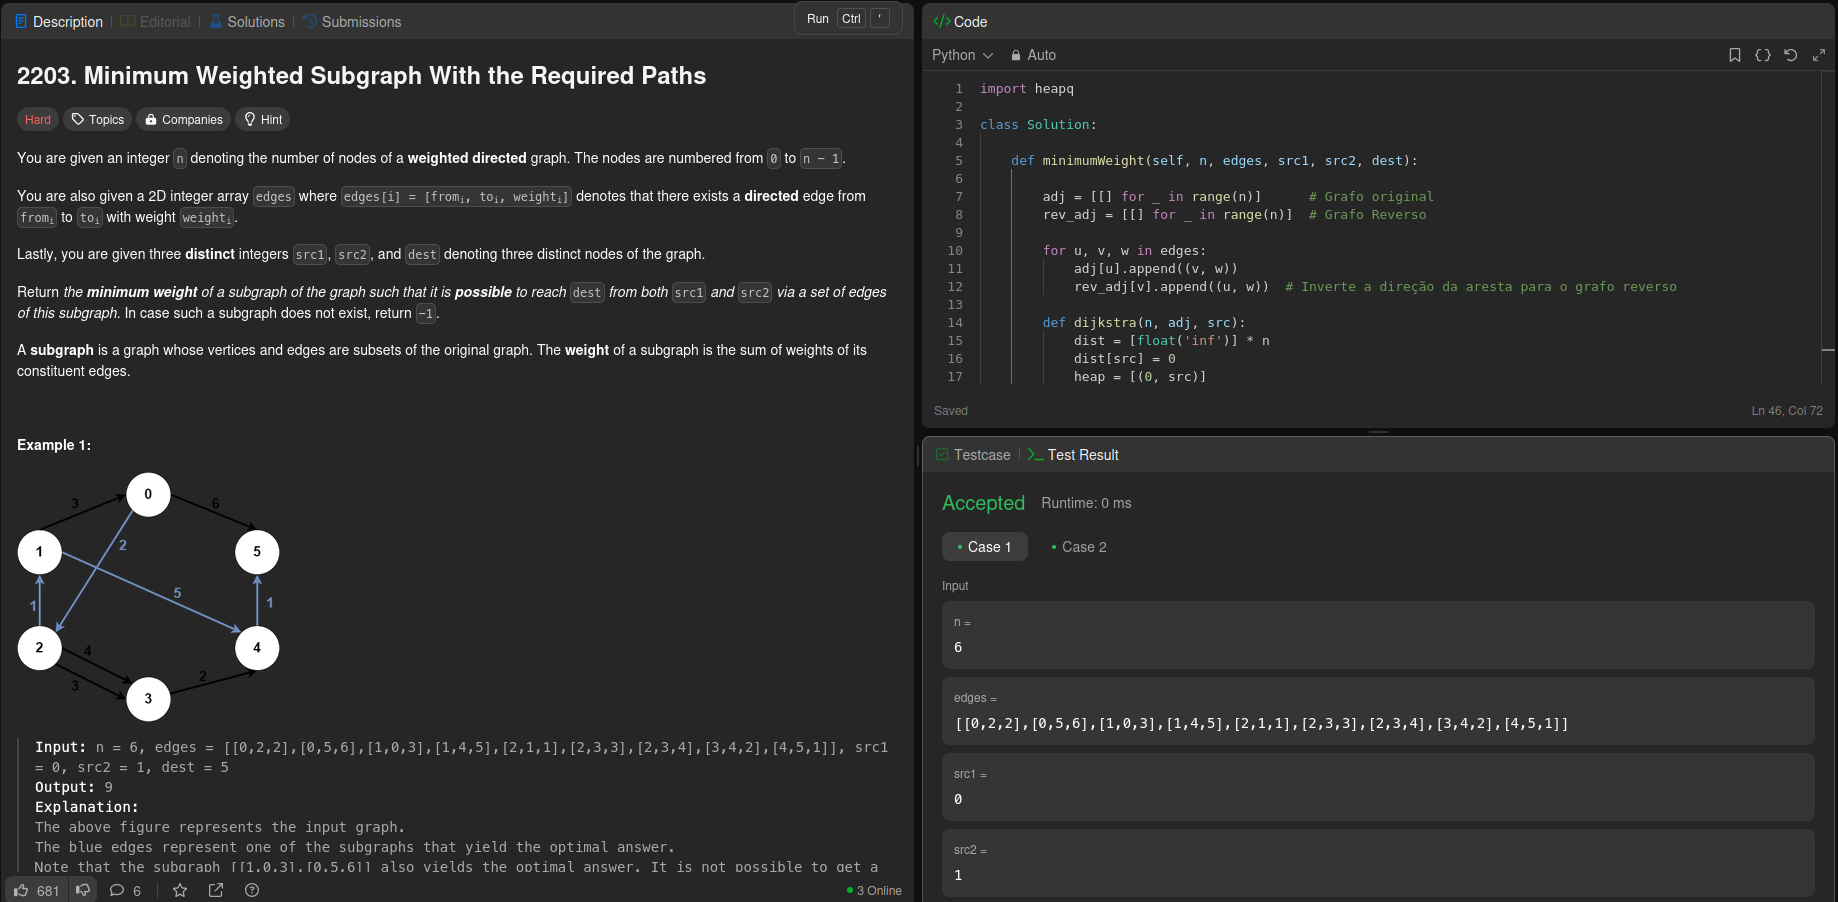 Description | Editorial | Solutions | Submissions
Run Ctrl '
2203. Minimum Weighted Subgraph With the Required Paths
Hard Topics Companies Hint
You are given an integer n denoting the number of nodes of a weighted directed graph. The nodes are numbered from 0 to n - 1.
You are also given a 2D integer array edges where edges[i] = [fromᵢ, toᵢ, weightᵢ] denotes that there exists a directed edge from
fromᵢ to toᵢ with weight weightᵢ.
Lastly, you are given three distinct integers src1, src2, and dest denoting three distinct nodes of the graph.
Return the minimum weight of a subgraph of the graph such that it is possible to reach dest from both src1 and src2 via a set of edges
of this subgraph. In case such a subgraph does not exist, return -1.
A subgraph is a graph whose vertices and edges are subsets of the original graph. The weight of a subgraph is the sum of weights of its
constituent edges.
Example 1:
0
3
6
1
2
5
5
1
1
2
4
4
3
2
3
Input: n = 6, edges = [[0,2,2],[0,5,6],[1,0,3],[1,4,5],[2,1,1],[2,3,3],[2,3,4],[3,4,2],[4,5,1]], src1
= 0, src2 = 1, dest = 5
Output: 9
Explanation:
The above figure represents the input graph.
The blue edges represent one of the subgraphs that yield the optimal answer.
Note that the subgraph [[1,0,3],[0,5,6]] also yields the optimal answer. It is not possible to get a
681 6
3 Online
</> Code
Python Auto
1 import heapq
2
3 class Solution:
4
5 def minimumWeight(self, n, edges, src1, src2, dest):
6
7 adj = [[] for _ in range(n)] # Grafo original
8 rev_adj = [[] for _ in range(n)] # Grafo Reverso
9
10 for u, v, w in edges:
11 adj[u].append((v, w))
12 rev_adj[v].append((u, w)) # Inverte a direção da aresta para o grafo reverso
13
14 def dijkstra(n, adj, src):
15 dist = [float('inf')] * n
16 dist[src] = 0
17 heap = [(0, src)]
Saved
Ln 46, Col 72
Testcase | >_ Test Result
Accepted Runtime: 0 ms
• Case 1 • Case 2
Input
n =
6
edges =
[[0,2,2],[0,5,6],[1,0,3],[1,4,5],[2,1,1],[2,3,3],[2,3,4],[3,4,2],[4,5,1]]
src1 =
0
src2 =
1